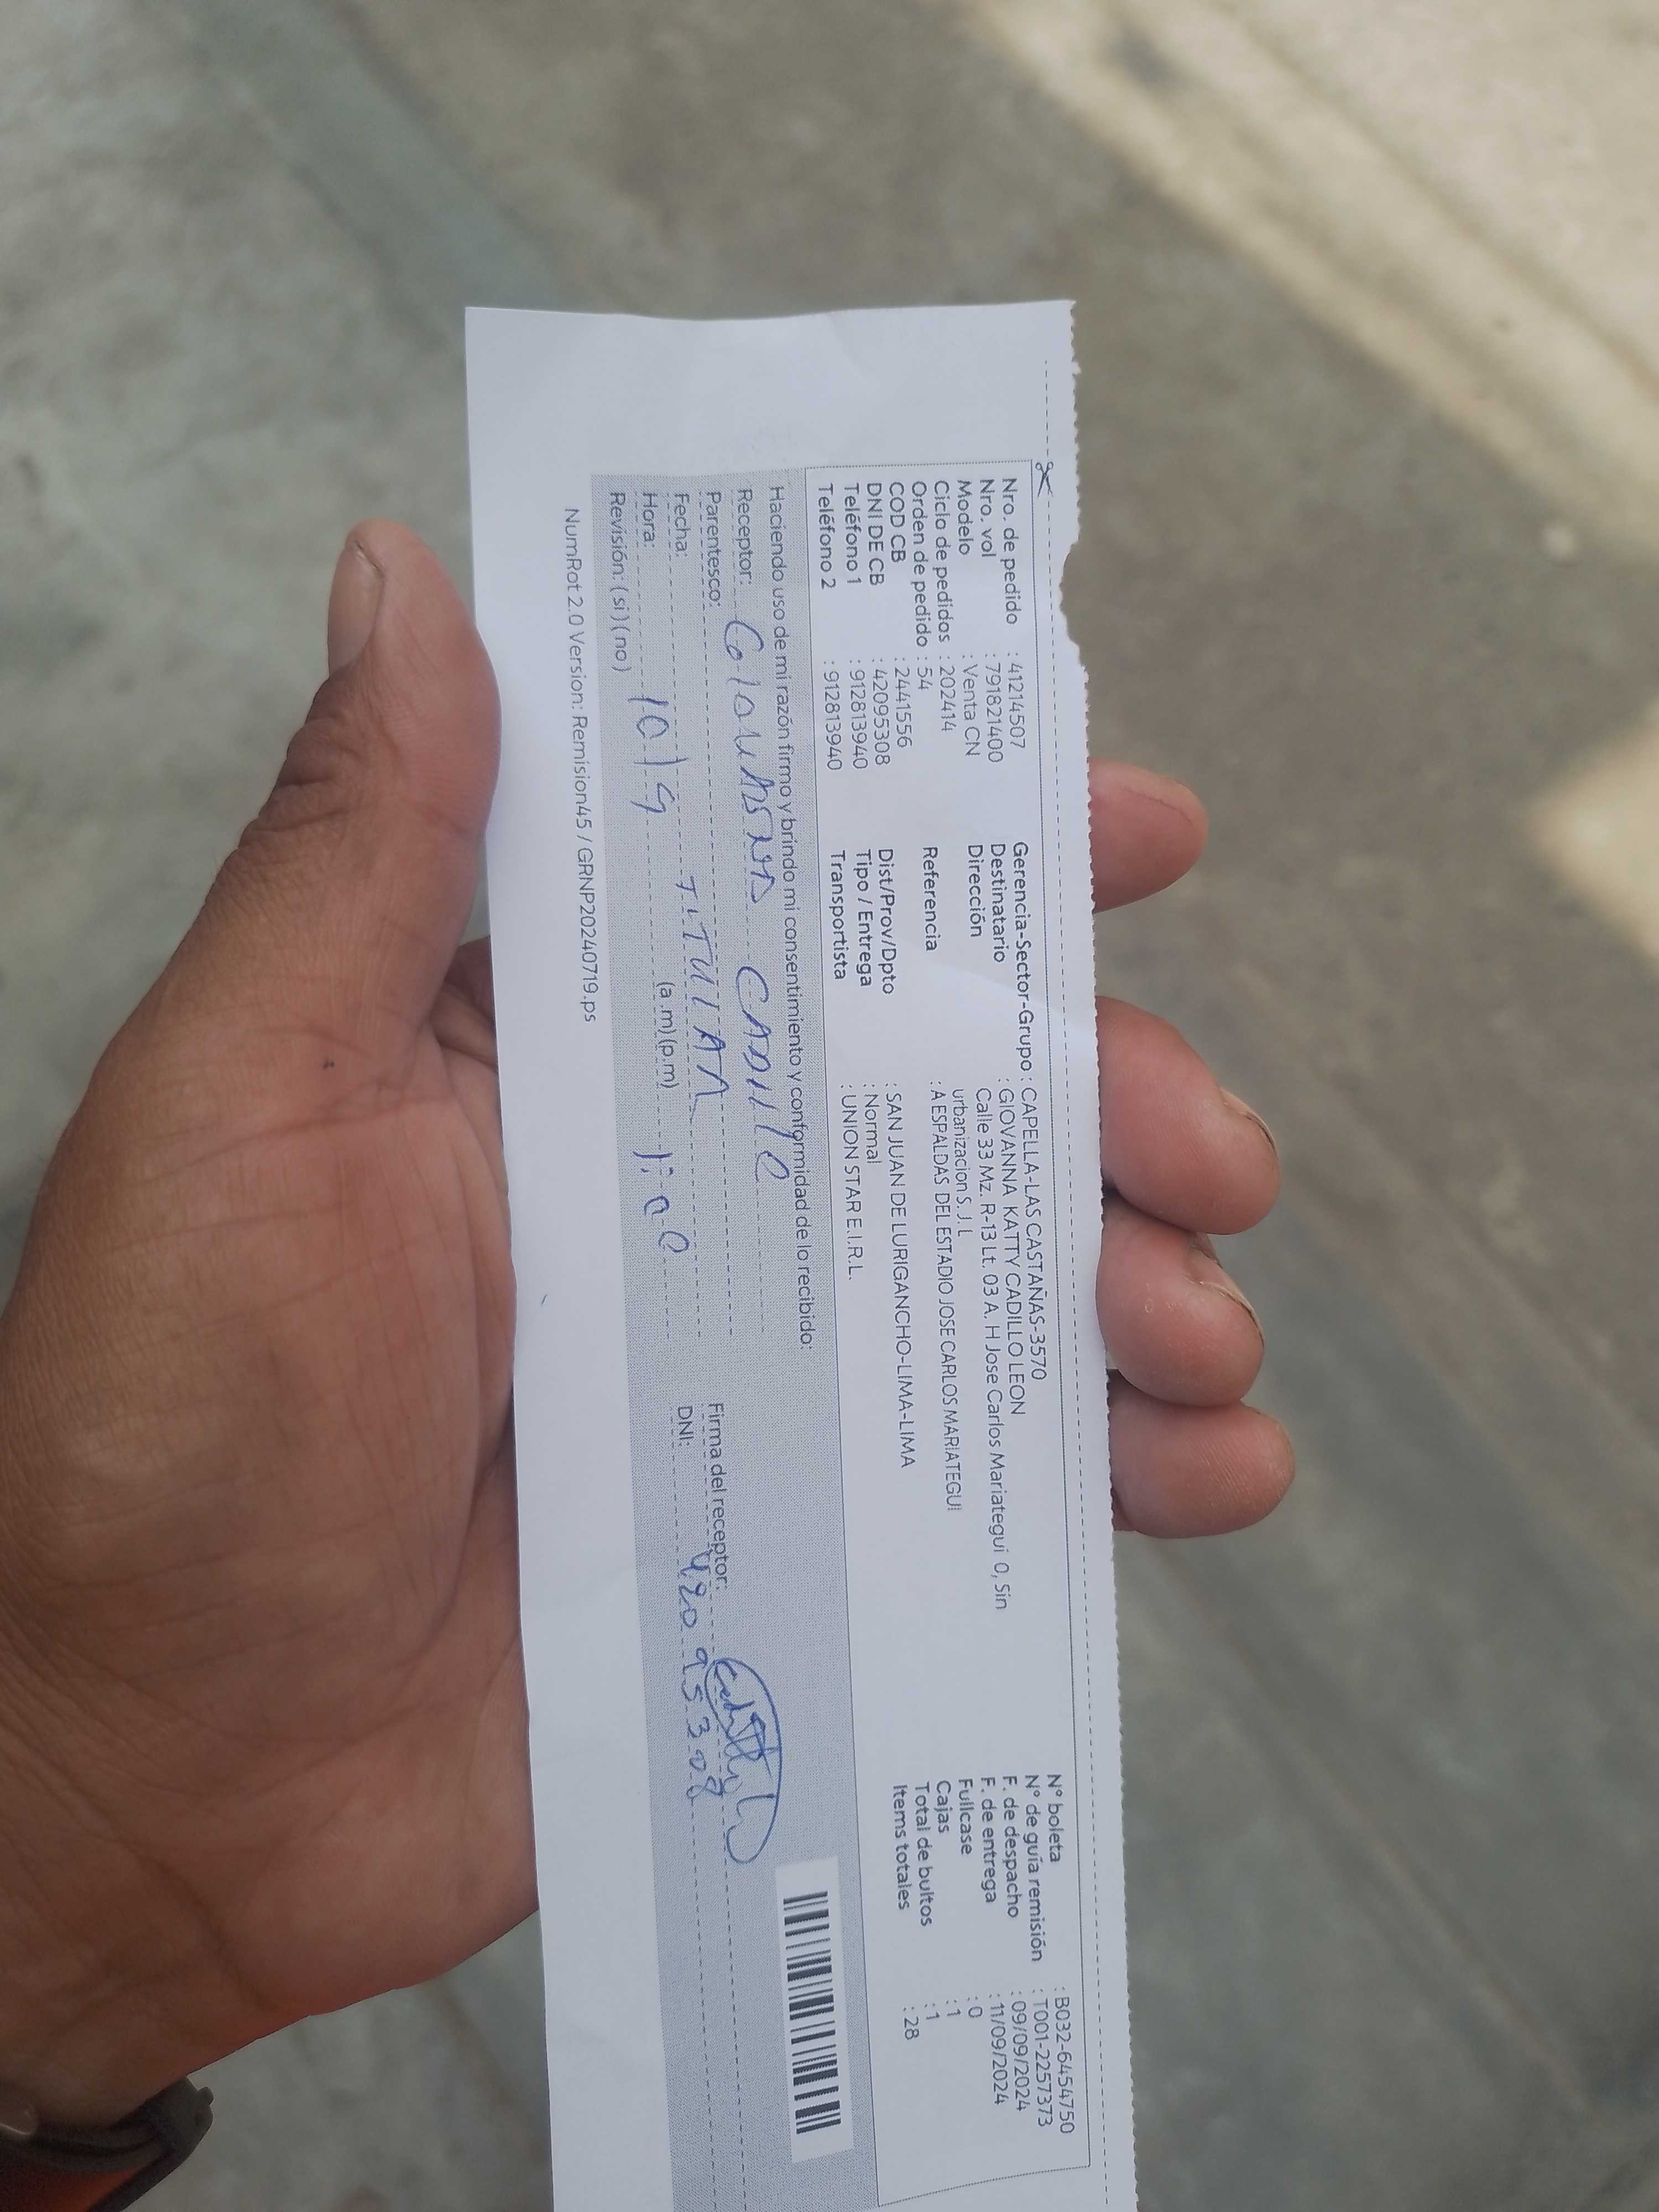 Nro. de pedido : 41214507
Nro. vol : 791821400
Modelo : Venta CN
Ciclo de pedidos : 202414
Orden de pedido : 54
COD CB : 2441556
DNI DE CB : 42095308
Teléfono 1 : 912813940
Teléfono 2 : 912813940
Gerencia-Sector-Grupo : CAPELLA-LAS CASTAÑAS-3570
Destinatario : GIOVANNA KATTY CADILLO LEON
Dirección Calle 33 Mz. R-13 Lt. 03 A. H Jose Carlos Mariategui 0, Sin
urbanizacion S. J. L
Referencia : A ESPALDAS DEL ESTADIO JOSE CARLOS MARIATEGUI
Dist/Prov/Dpto : SAN JUAN DE LURIGANCHO-LIMA-LIMA
Tipo / Entrega : Normal
Transportista : UNION STAR E.I.R.L.
N° boleta : B032-6454750
N° de guía remisión : T001-2257373
F. de despacho : 09/09/2024
F. de entrega : 11/09/2024
Fullcase : 0
Cajas : 1
Total de bultos : 1
Items totales : 28
Haciendo uso de mi razón firmo y brindo mi consentimiento y conformidad de lo recibido:
Receptor: CADILLO
Parentesco: TITULAR
Fecha: 10/9
Hora: (a.m)(p.m) 1:00
Revisión: (si)(no)
Firma del receptor:
DNI: 42095308
NumRot 2.0 Version: Remision45 / GRNP20240719.ps